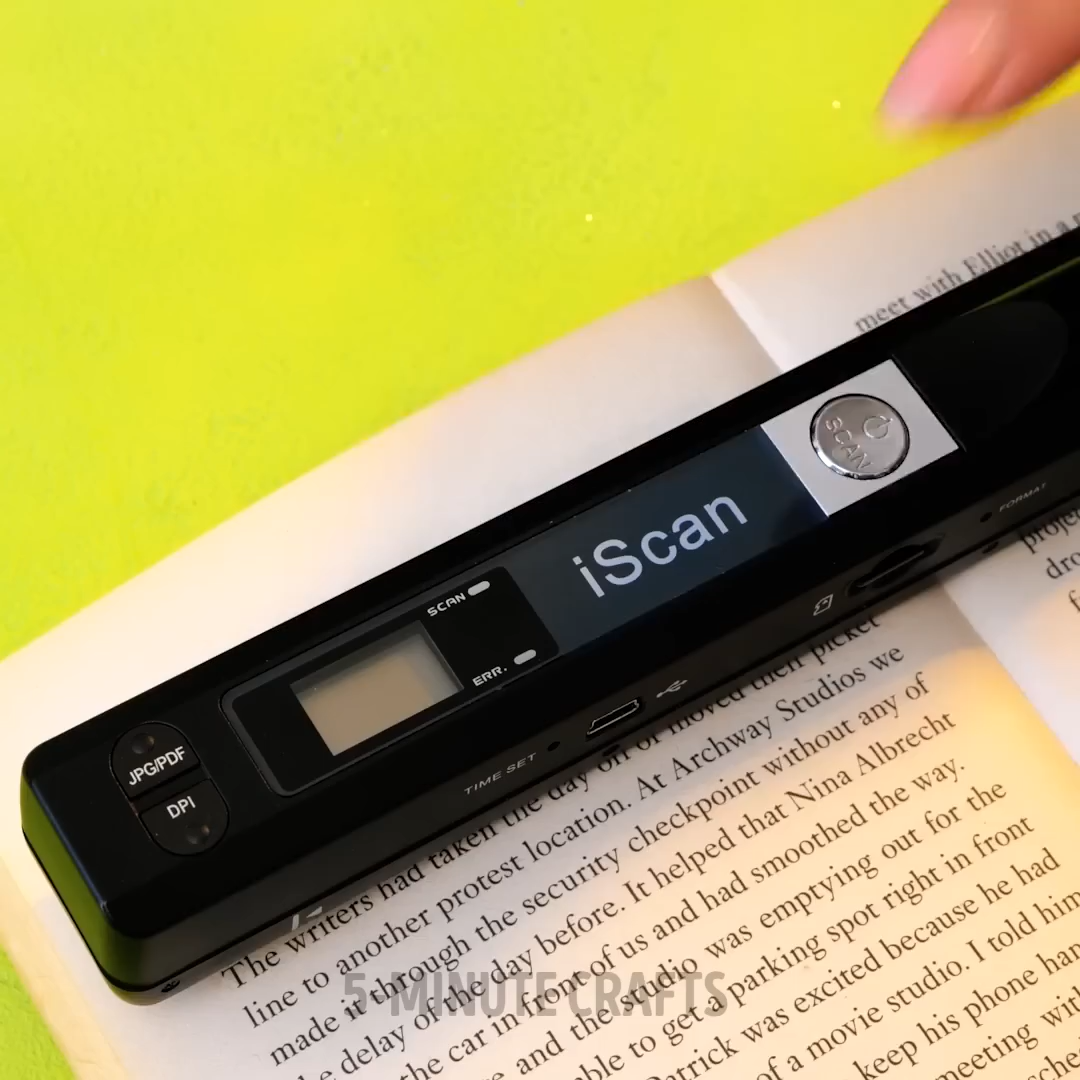 meet with Elliot in a
SCAN
iScan
FORMAT
SCAN
ERR.
JPG/PDF
DPI
TIME SET
The writers had taken the day off or moved their picket
line to another protest location. At Archway Studios we
made it through the security checkpoint without any of
the delay of the day before. It helped that Nina Albrecht
the car in front of us and had smoothed the way.
and the studio was emptying out for the
ble to get a parking spot right in front
was excited because he had
of a movie studio. I told him
keep his phone
meeting
5-MINUTE CRAFTS